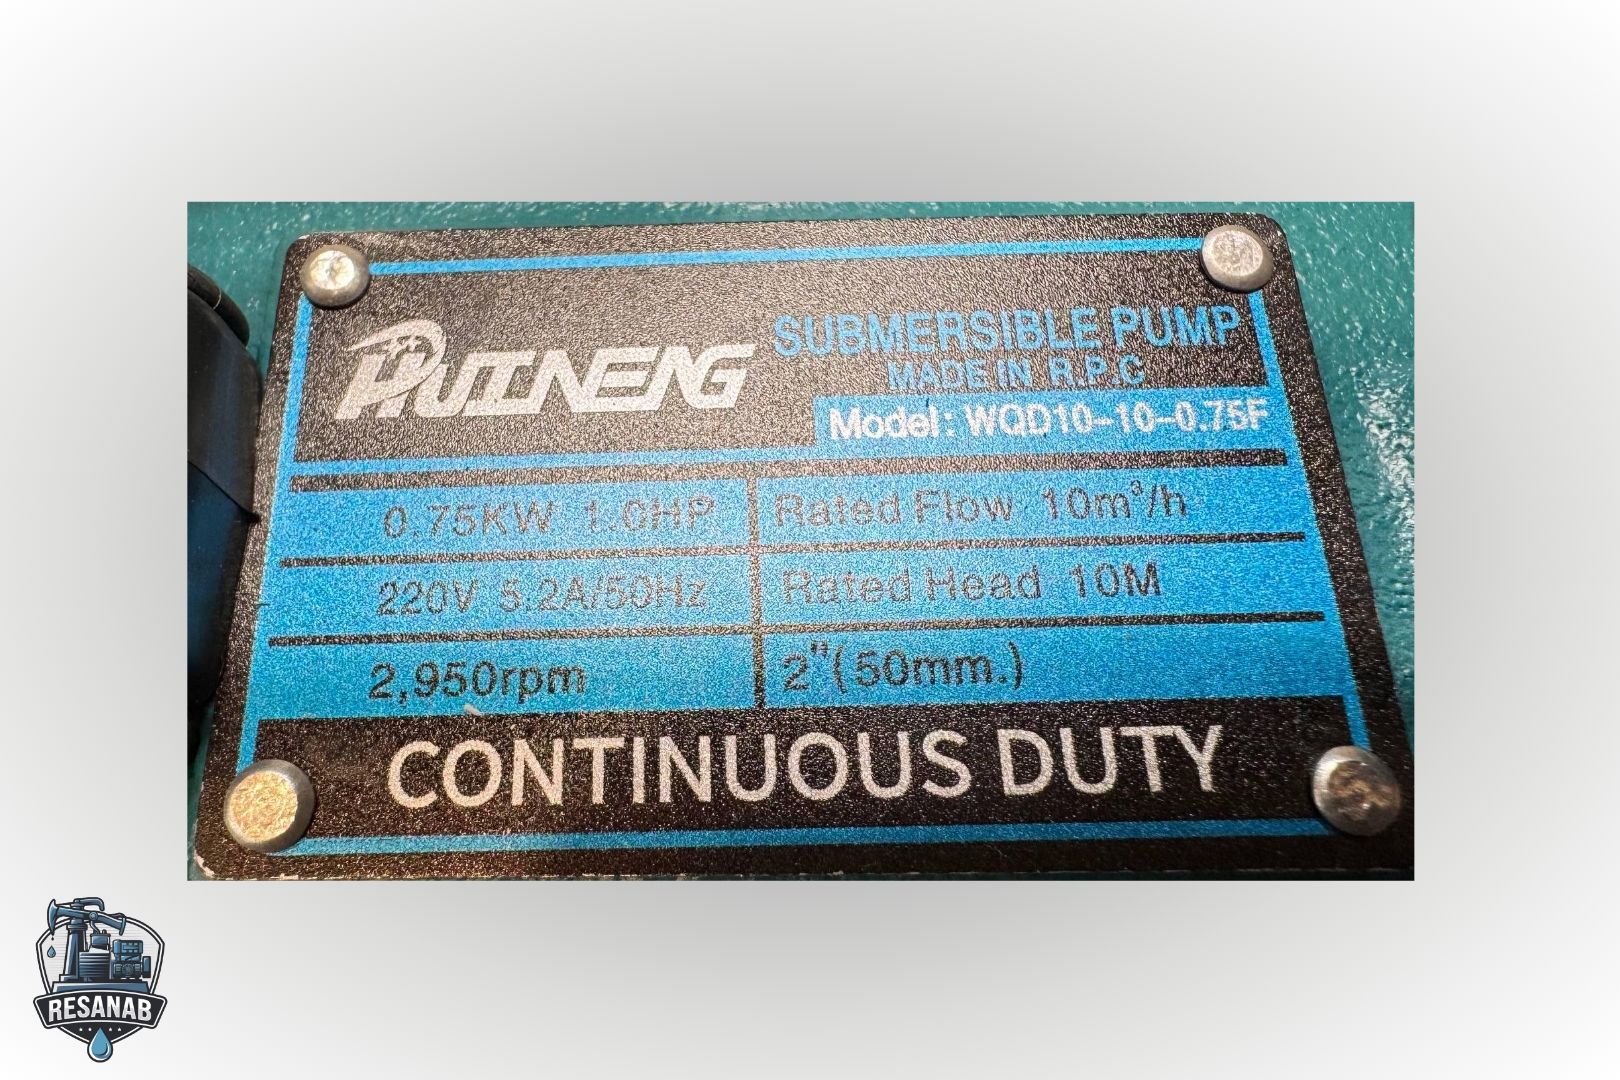 RUINENG
SUBMERSIBLE PUMP
MADE IN R.P.C
Model: WQD10-10-0.75F
0.75KW 1.0HP
Rated Flow 10m³/h
220V 5.2A/50Hz
Rated Head 10M
2,950rpm
2"(50mm.)
CONTINUOUS DUTY
RESANAB